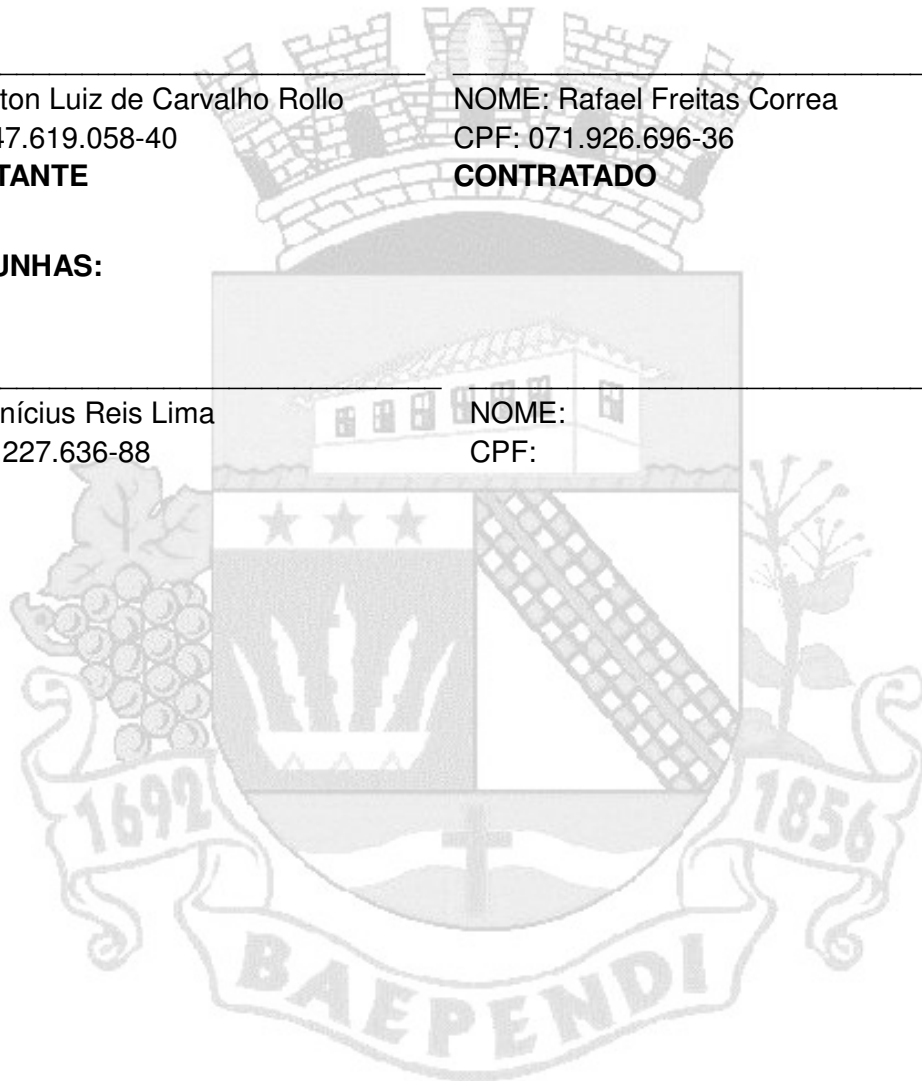 ton Luiz de Carvalho Rollo NOME: Rafael Freitas Correa
47.619.058-40 CPF: 071.926.696-36
TANTE CONTRATADO
UNHAS:
nícius Reis Lima NOME:
227.636-88 CPF:
1692 1856
BAEPENDI